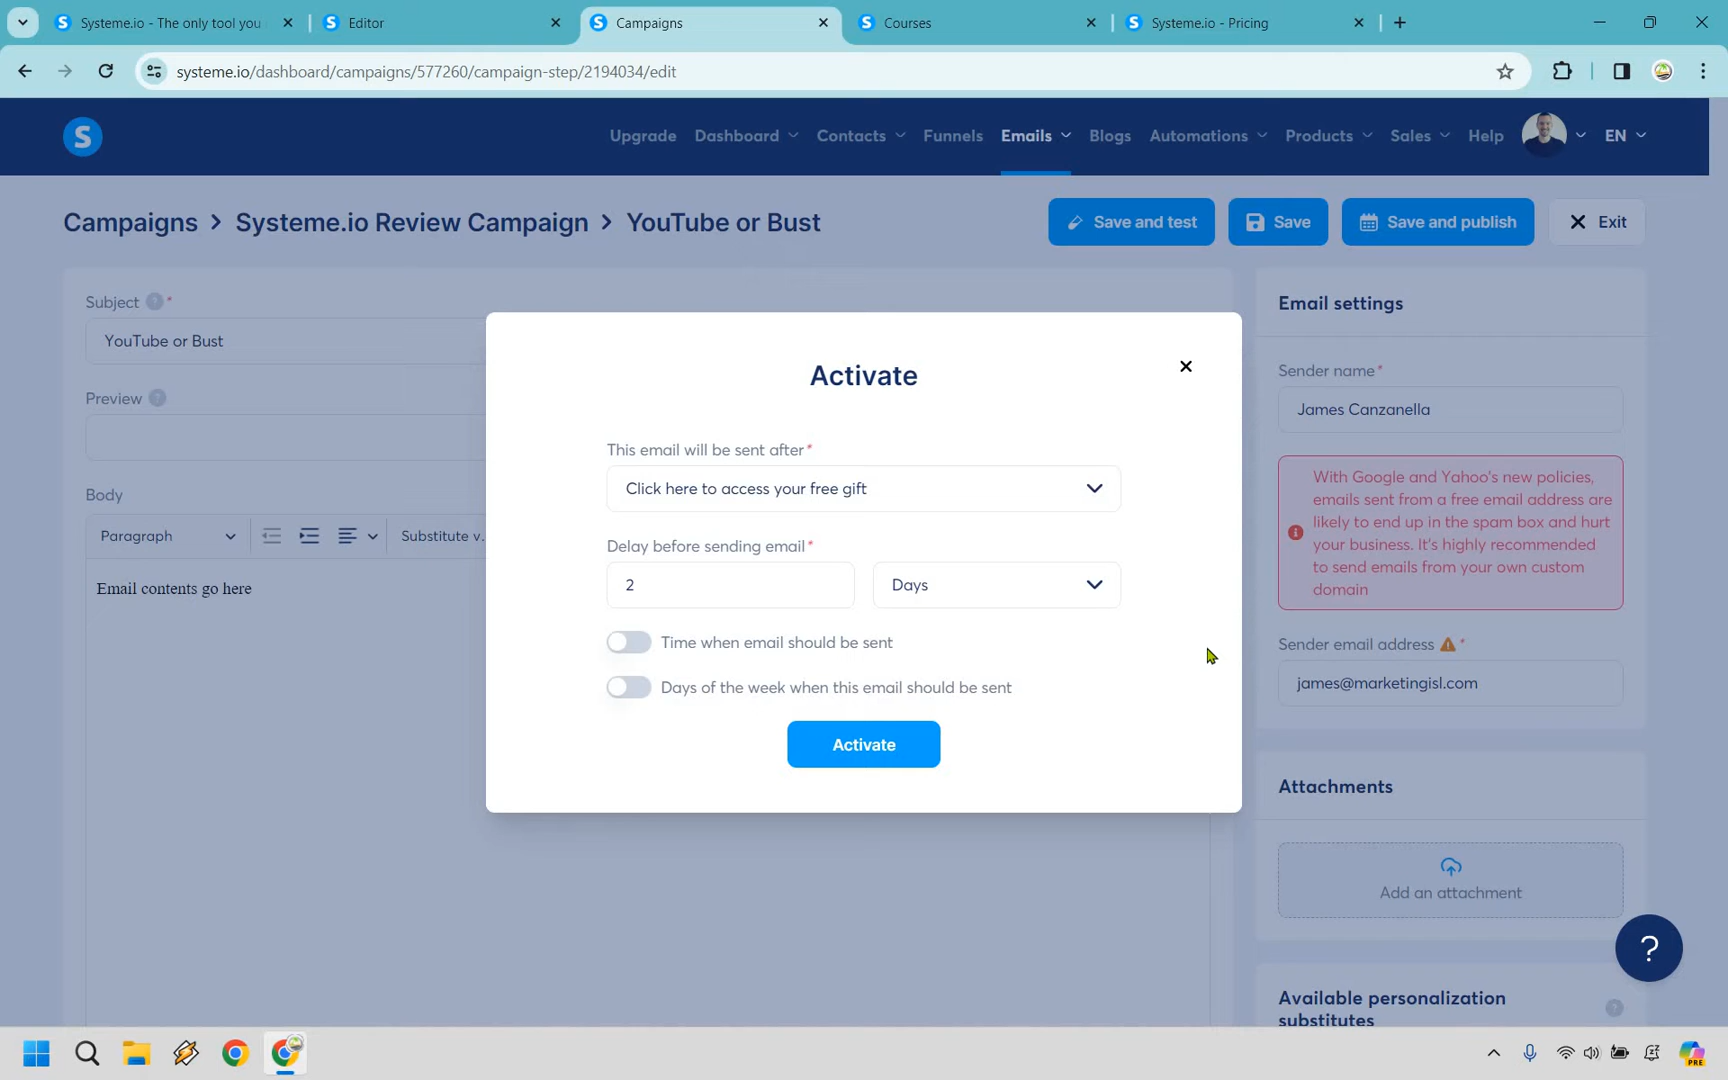 Systeme.io - The only tool you
Editor
Campaigns
Courses
Systeme.io - Pricing
systeme.io/dashboard/campaigns/577260/campaign-step/2194034/edit
S
Upgrade
Dashboard
Contacts
Funnels
Emails
Blogs
Automations
Products
Sales
Help
EN
Campaigns > Systeme.io Review Campaign > YouTube or Bust
Save and test
Save
Save and publish
Exit
Subject ? *
YouTube or Bust
Preview ?
Body
Paragraph
Substitute v..
Email contents go here
Activate
This email will be sent after *
Click here to access your free gift
Delay before sending email *
2
Days
Time when email should be sent
Days of the week when this email should be sent
Activate
Email settings
Sender name *
James Canzanella
With Google and Yahoo's new policies,
emails sent from a free email address are
likely to end up in the spam box and hurt
your business. It's highly recommended
to send emails from your own custom
domain
Sender email address *
james@marketingisl.com
Attachments
Add an attachment
Available personalization
substitutes
?
?
PRE